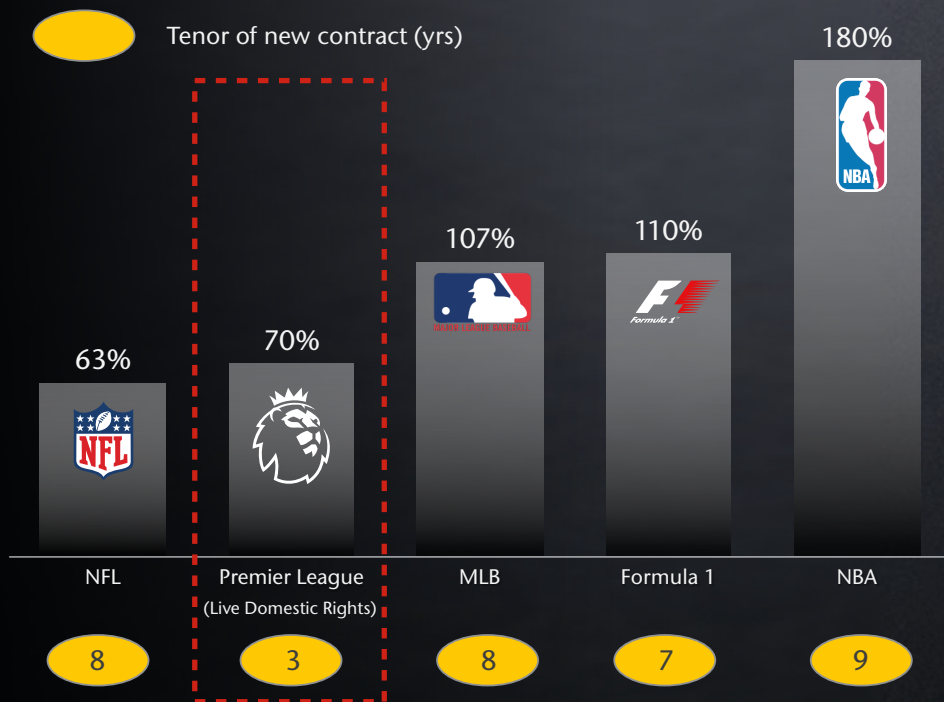 Tenor of new contract (yrs)
180%
NBA
107%
110%
Formula 1
63%
70%
NFL
NFL
Premier League
MLB
Formula 1
NBA
(Live Domestic Rights)
8
3
8
7
9